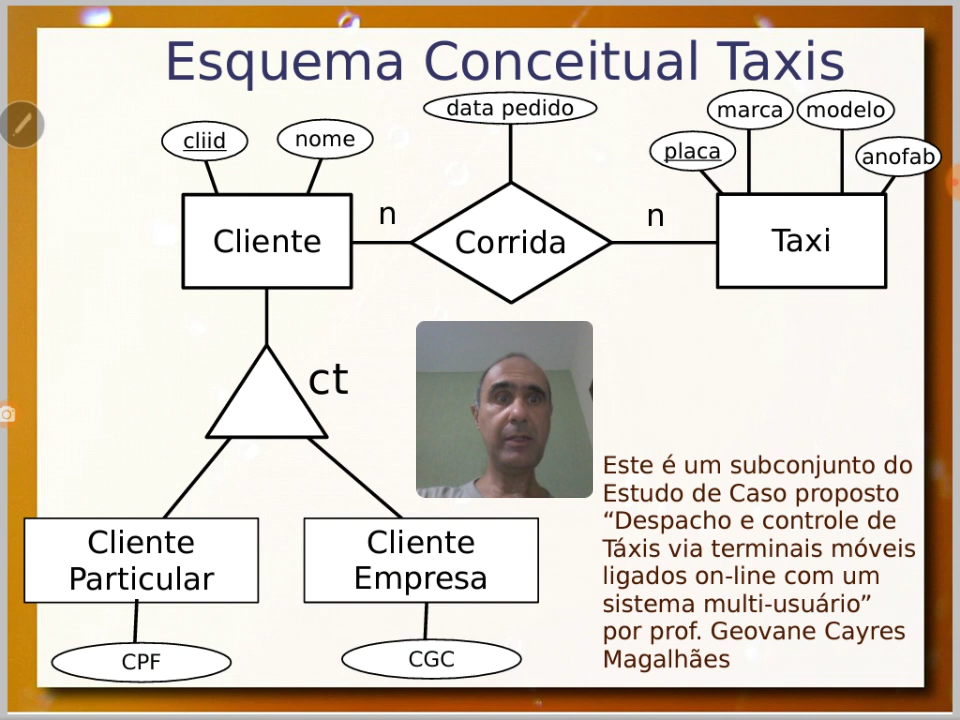 Esquema Conceitual Taxis
data pedido
marca
modelo
cliid
nome
placa
anofab
n
n
Cliente
Corrida
Taxi
ct
Este é um subconjunto do
Estudo de Caso proposto
“Despacho e controle de
Táxis via terminais móveis
ligados on-line com um
sistema multi-usuário”
por prof. Geovane Cayres
Magalhães
Cliente
Particular
Cliente
Empresa
CPF
CGC